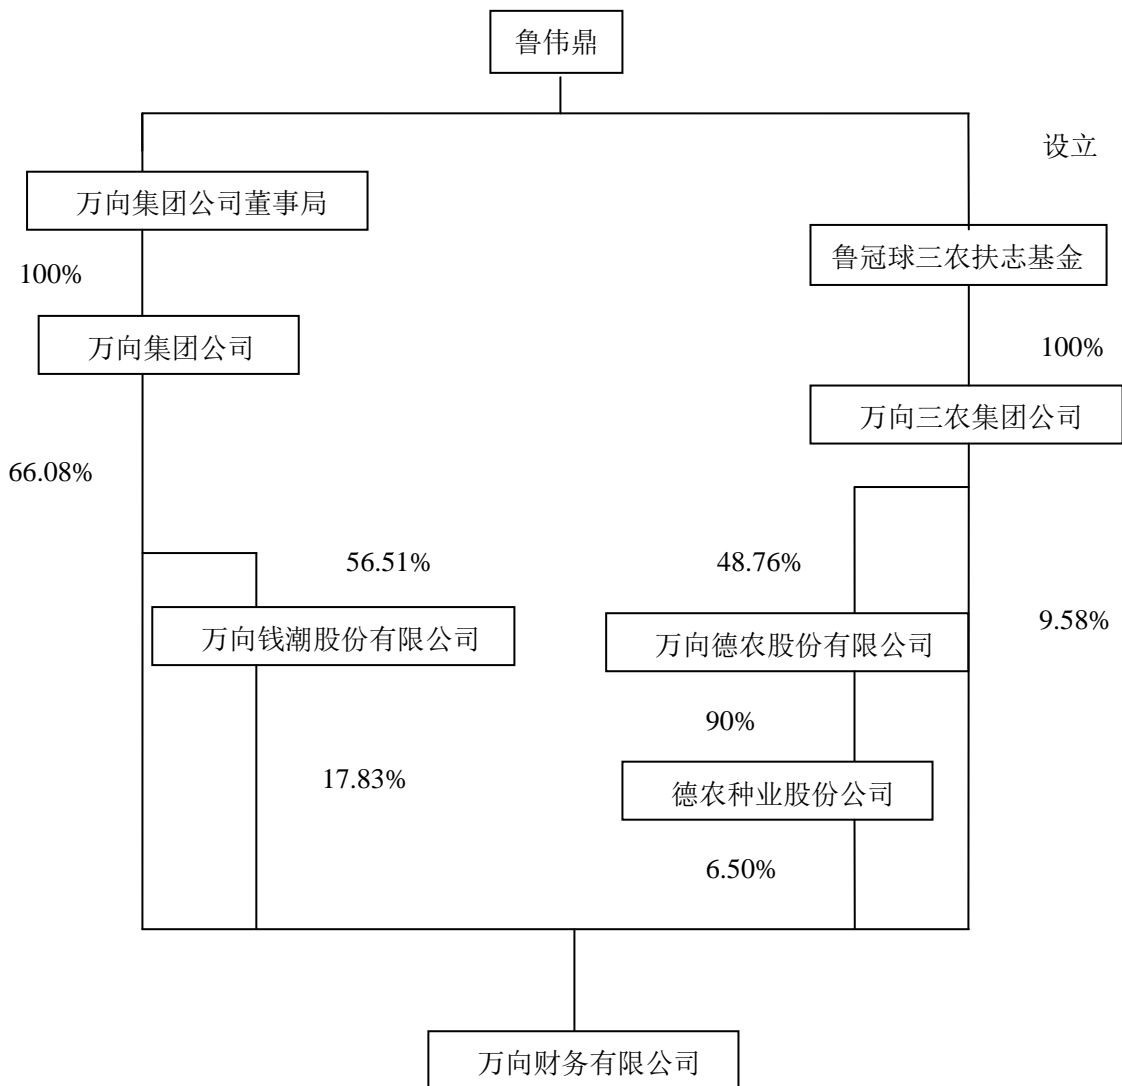 鲁伟鼎
设立
万向集团公司董事局
鲁冠球三农扶志基金
100%
万向集团公司
100%
万向三农集团公司
66.08%
56.51%
48.76%
万向钱潮股份有限公司
万向德农股份有限公司
9.58%
90%
17.83%
德农种业股份公司
6.50%
万向财务有限公司